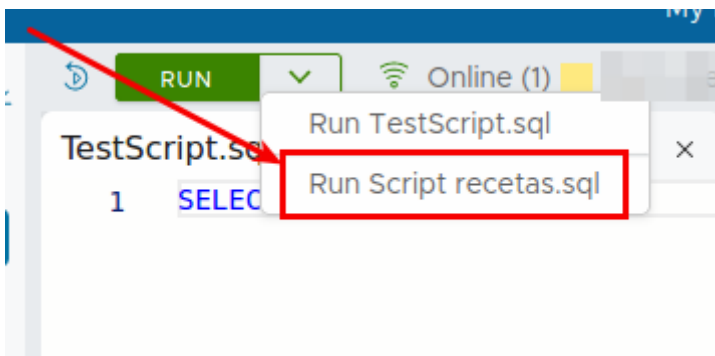 My
RUN
Online (1)
Run TestScript.sql
TestScript.sq
Run Script recetas.sql
1 SELEC